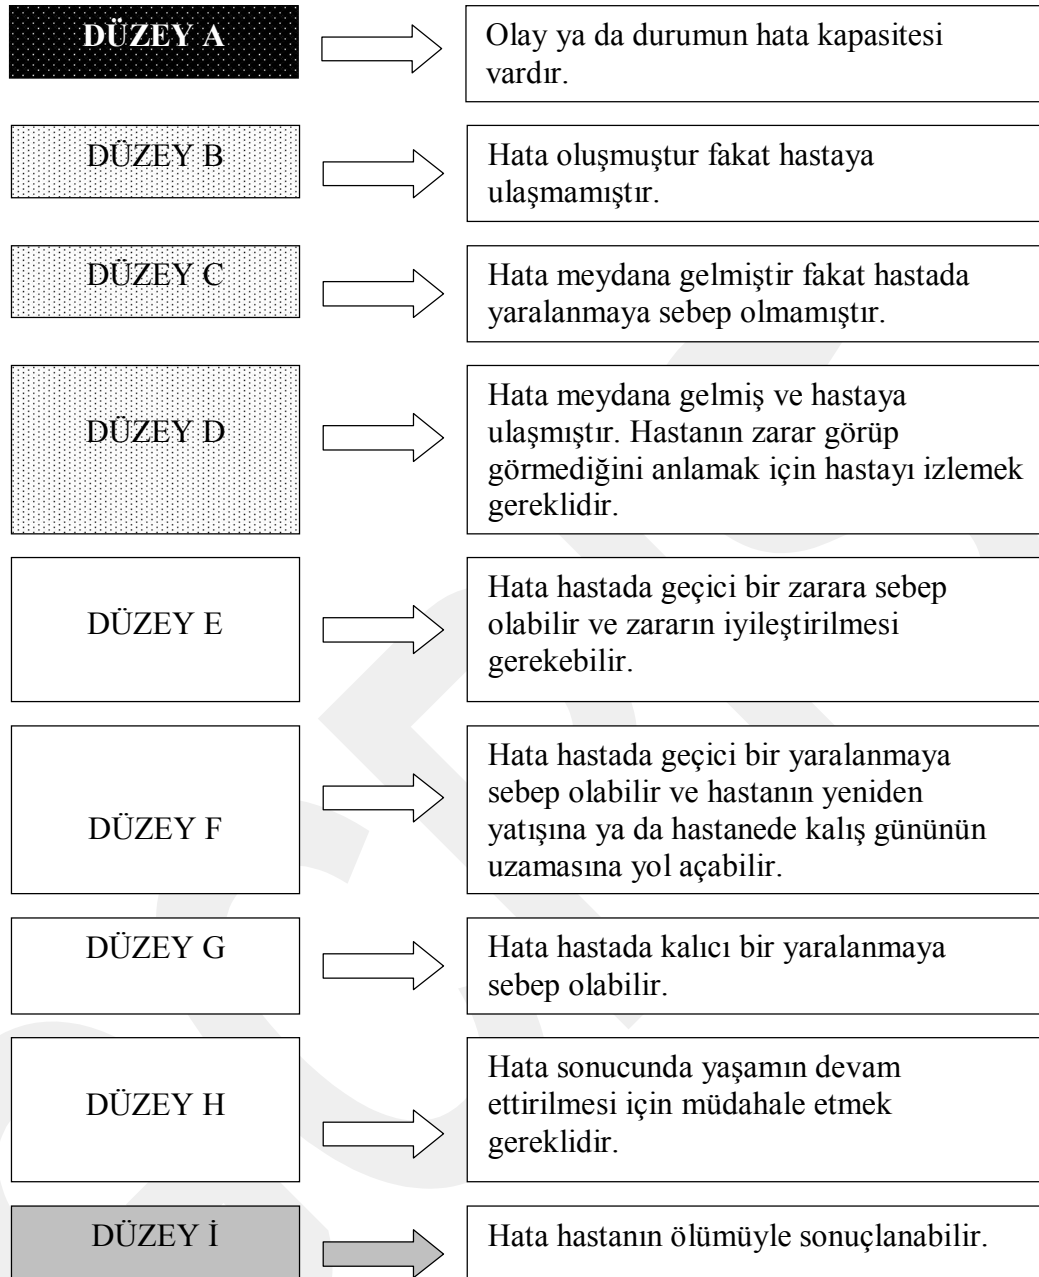 DÜZEY A
Olay ya da durumun hata kapasitesi
vardır.
DÜZEY B
Hata oluşmuştur fakat hastaya
ulaşmamıştır.
DÜZEY C
Hata meydana gelmiştir fakat hastada
yaralanmaya sebep olmamıştır.
DÜZEY D
Hata meydana gelmiş ve hastaya
ulaşmıştır. Hastanın zarar görüp
görmediğini anlamak için hastayı izlemek
gereklidir.
DÜZEY E
Hata hastada geçici bir zarara sebep
olabilir ve zararın iyileştirilmesi
gerekebilir.
DÜZEY F
Hata hastada geçici bir yaralanmaya
sebep olabilir ve hastanın yeniden
yatışına ya da hastanede kalış gününün
uzamasına yol açabilir.
DÜZEY G
Hata hastada kalıcı bir yaralanmaya
sebep olabilir.
DÜZEY H
Hata sonucunda yaşamın devam
ettirilmesi için müdahale etmek
gereklidir.
DÜZEY İ
Hata hastanın ölümüyle sonuçlanabilir.